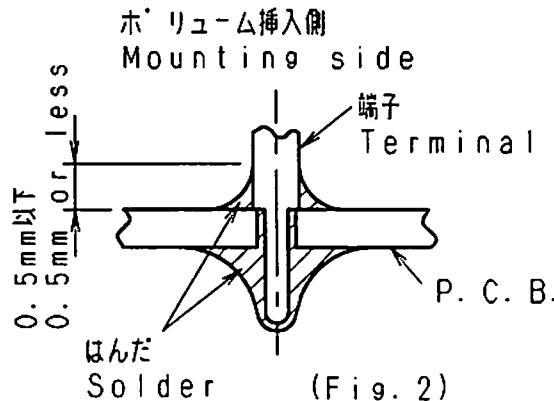 ボリューム挿入側
Mounting side
端子
Terminal
0.5mm以下
0.5mm or less
P.C.B.
はんだ
Solder
(Fig.2)